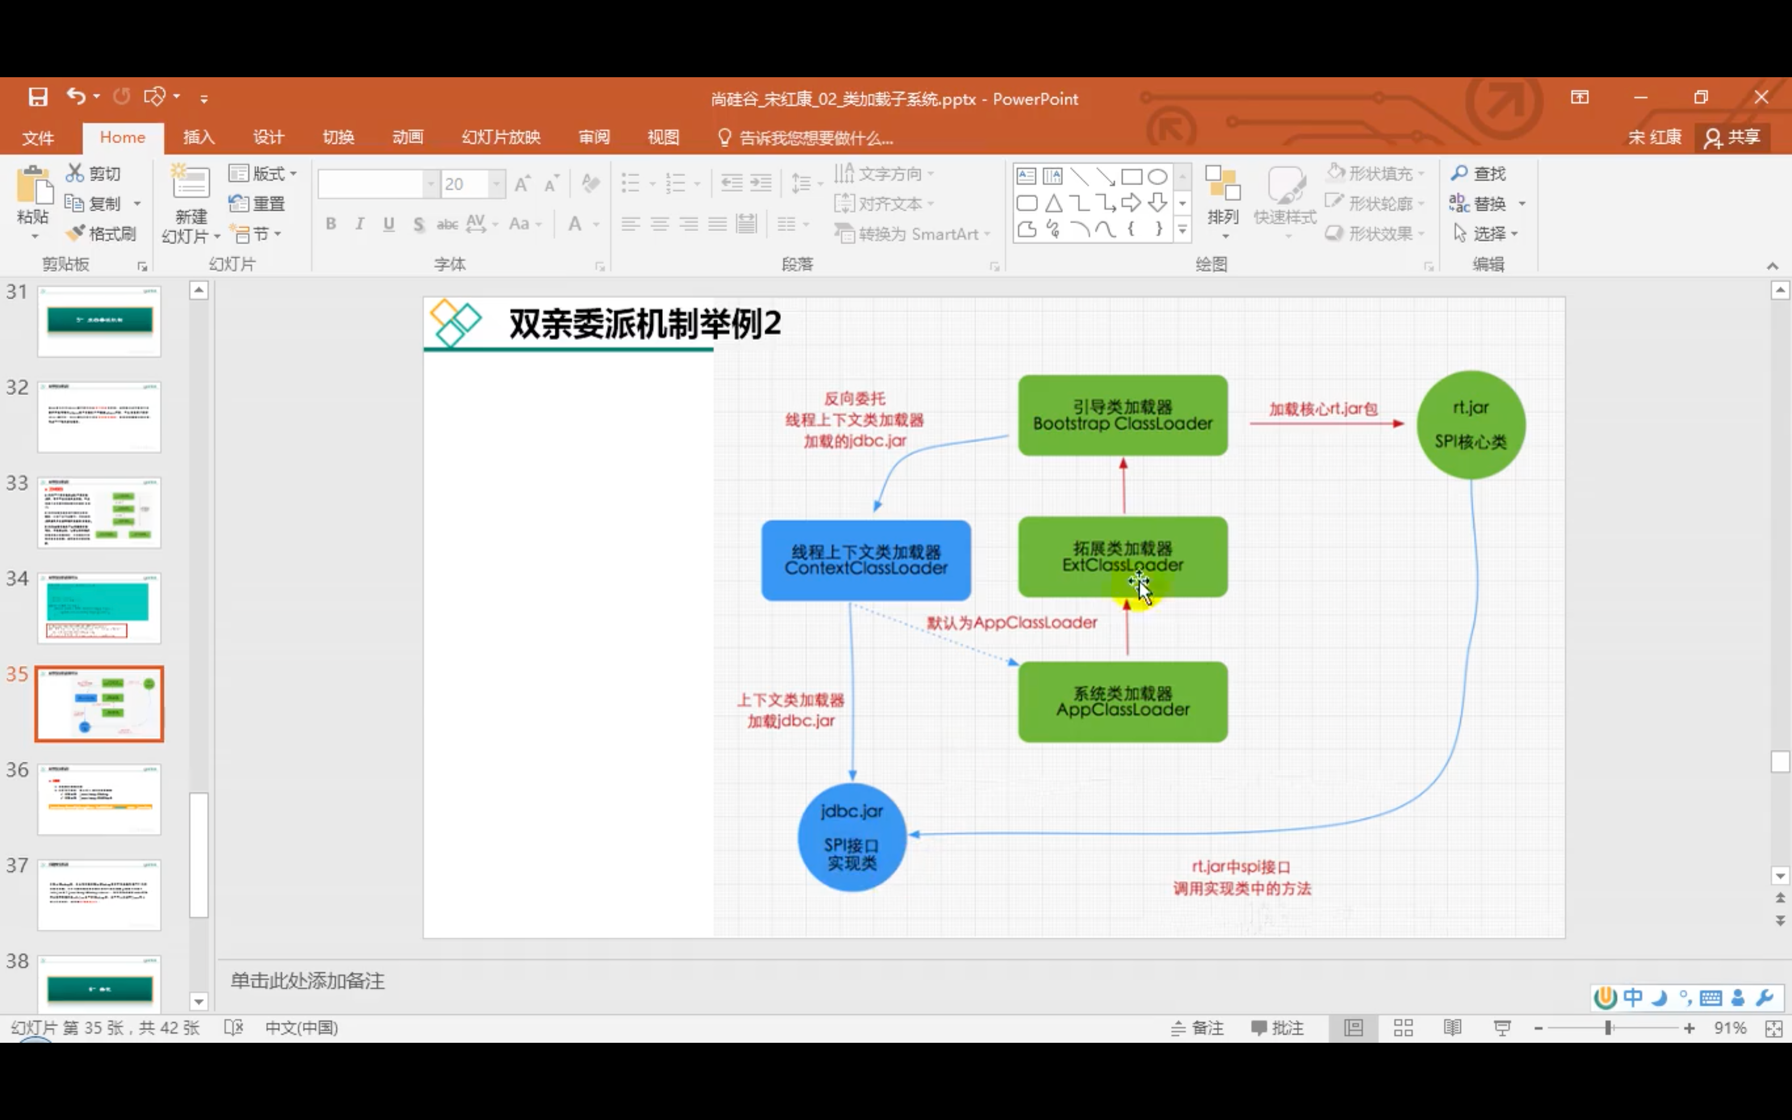 尚硅谷_宋红康_02_类加载子系统.pptx - PowerPoint
文件 Home 插入 设计 切换 动画 幻灯片放映 审阅 视图 告诉我您想要做什么... 宋 红康 共享
粘贴
剪切
复制
格式刷
剪贴板
新建
幻灯片
版式
重置
节
幻灯片
20
B I U S abc AV Aa A
字体
文字方向
对齐文本
转换为 SmartArt
段落
排列
快速样式
形状填充
形状轮廓
形状效果
绘图
查找
替换
选择
编辑
31
32
33
34
35
36
37
38
双亲委派机制举例2
反向委托
线程上下文类加载器
加载的jdbc.jar
引导类加载器
Bootstrap ClassLoader
加载核心rt.jar包
rt.jar
SPI核心类
线程上下文类加载器
ContextClassLoader
拓展类加载器
ExtClassLoader
默认为AppClassLoader
系统类加载器
AppClassLoader
上下文类加载器
加载jdbc.jar
jdbc.jar
SPI接口
实现类
rt.jar中spi接口
调用实现类中的方法
单击此处添加备注
中
幻灯片 第 35 张，共 42 张 中文(中国) 备注 批注 91%